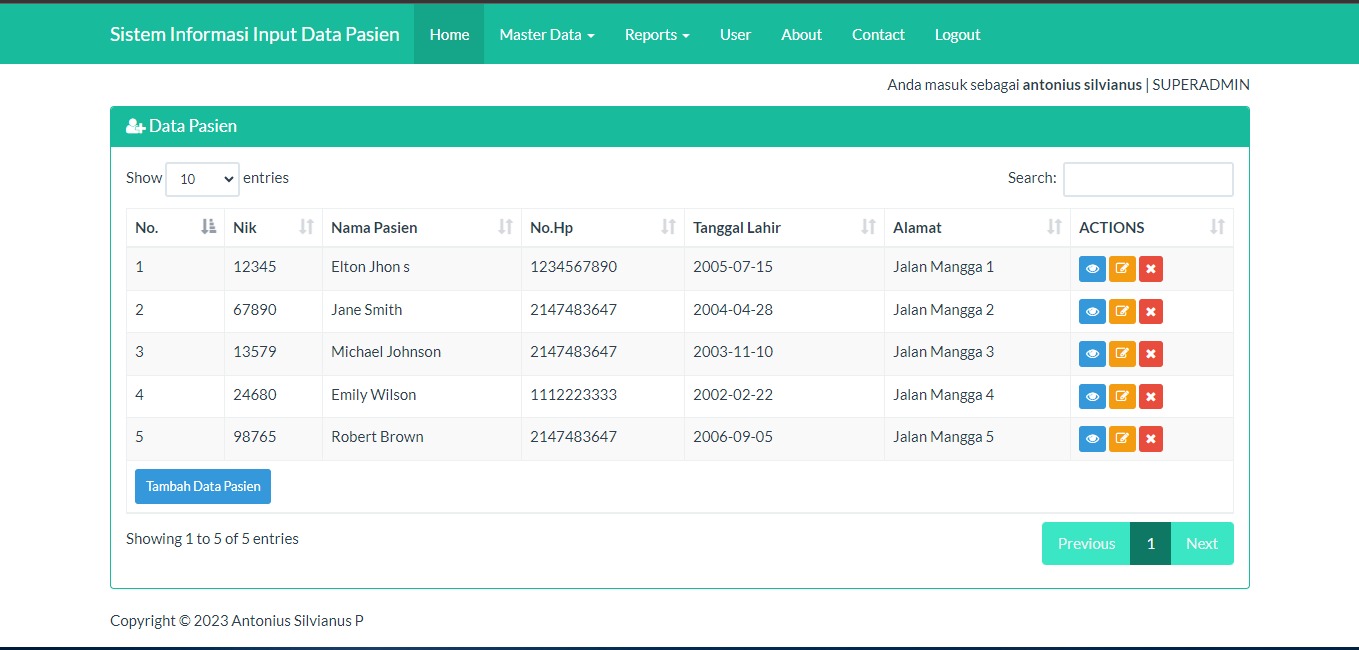 Sistem Informasi Input Data Pasien Home Master Data Reports User About Contact Logout
Anda masuk sebagai antonius silvianus | SUPERADMIN
Data Pasien
Show 10 entries Search:
No. Nik Nama Pasien No.Hp Tanggal Lahir Alamat ACTIONS
1 12345 Elton Jhon s 1234567890 2005-07-15 Jalan Mangga 1
2 67890 Jane Smith 2147483647 2004-04-28 Jalan Mangga 2
3 13579 Michael Johnson 2147483647 2003-11-10 Jalan Mangga 3
4 24680 Emily Wilson 1112223333 2002-02-22 Jalan Mangga 4
5 98765 Robert Brown 2147483647 2006-09-05 Jalan Mangga 5
Tambah Data Pasien
Showing 1 to 5 of 5 entries Previous 1 Next
Copyright © 2023 Antonius Silvianus P